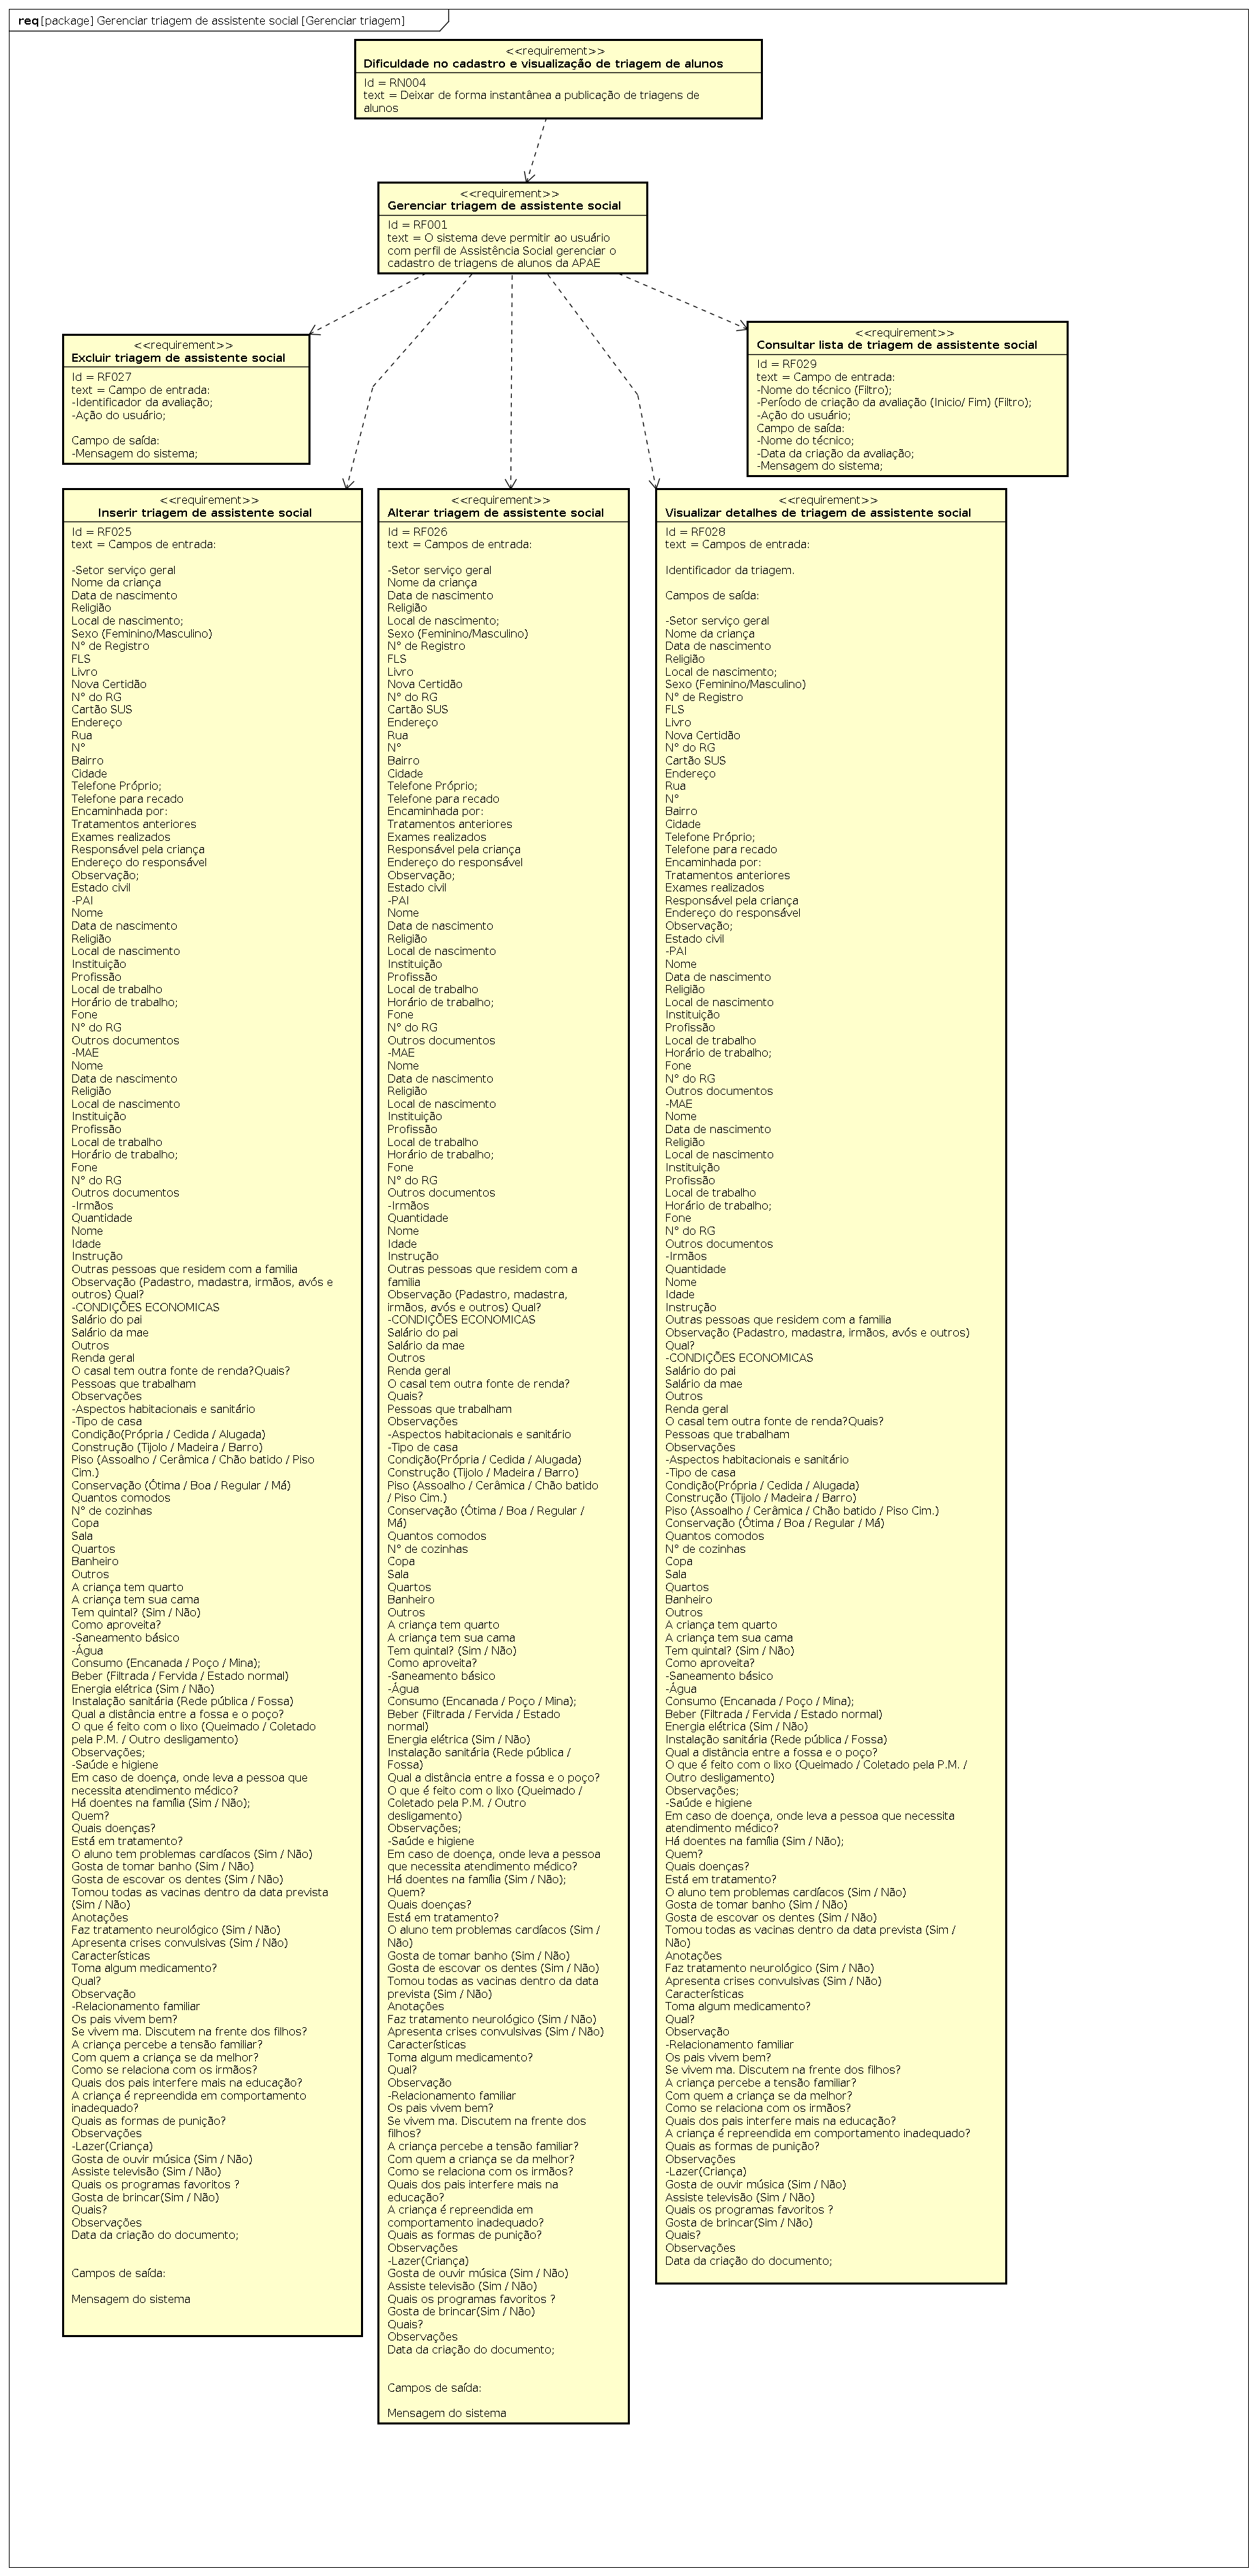 req [package] Gerenciar triagem de assistente social [Gerenciar triagem]
<<requirement>>
Dificuldade no cadastro e visualização de triagem de alunos
Id = RN004
text = Deixar de forma instantânea a publicação de triagens de
alunos
<<requirement>>
Gerenciar triagem de assistente social
Id = RF001
text = O sistema deve permitir ao usuário
com perfil de Assistência Social gerenciar o
cadastro de triagens de alunos da APAE
<<requirement>>
Excluir triagem de assistente social
Id = RF027
text = Campo de entrada:
-Identificador da avaliação;
-Ação do usuário;
Campo de saída:
-Mensagem do sistema;
<<requirement>>
Consultar lista de triagem de assistente social
Id = RF029
text = Campo de entrada:
-Nome do técnico (Filtro);
-Período de criação da avaliação (Inicio/ Fim) (Filtro);
-Ação do usuário;
Campo de saída:
-Nome do técnico;
-Data da criação da avaliação;
-Mensagem do sistema;
<<requirement>>
Inserir triagem de assistente social
Id = RF025
text = Campos de entrada:
-Setor serviço geral
Nome da criança
Data de nascimento
Religião
Local de nascimento;
Sexo (Feminino/Masculino)
N° de Registro
FLS
Livro
Nova Certidão
N° do RG
Cartão SUS
Endereço
Rua
N°
Bairro
Cidade
Telefone Próprio;
Telefone para recado
Encaminhada por:
Tratamentos anteriores
Exames realizados
Responsável pela criança
Endereço do responsável
Observação;
Estado civil
-PAI
Nome
Data de nascimento
Religião
Local de nascimento
Instituição
Profissão
Local de trabalho
Horário de trabalho;
Fone
N° do RG
Outros documentos
-MAE
Nome
Data de nascimento
Religião
Local de nascimento
Instituição
Profissão
Local de trabalho
Horário de trabalho;
Fone
N° do RG
Outros documentos
-Irmãos
Quantidade
Nome
Idade
Instrução
Outras pessoas que residem com a familia
Observação (Padastro, madastra, irmãos, avós e
outros) Qual?
-CONDIÇÕES ECONOMICAS
Salário do pai
Salário da mae
Outros
Renda geral
O casal tem outra fonte de renda?Quais?
Pessoas que trabalham
Observações
-Aspectos habitacionais e sanitário
-Tipo de casa
Condição(Própria / Cedida / Alugada)
Construção (Tijolo / Madeira / Barro)
Piso (Assoalho / Cerâmica / Chão batido / Piso
Cim.)
Conservação (Ótima / Boa / Regular / Má)
Quantos comodos
N° de cozinhas
Copa
Sala
Quartos
Banheiro
Outros
A criança tem quarto
A criança tem sua cama
Tem quintal? (Sim / Não)
Como aproveita?
-Saneamento básico
-Água
Consumo (Encanada / Poço / Mina);
Beber (Filtrada / Fervida / Estado normal)
Energia elétrica (Sim / Não)
Instalação sanitária (Rede pública / Fossa)
Qual a distância entre a fossa e o poço?
O que é feito com o lixo (Queimado / Coletado
pela P.M. / Outro desligamento)
Observações;
-Saúde e higiene
Em caso de doença, onde leva a pessoa que
necessita atendimento médico?
Há doentes na família (Sim / Não);
Quem?
Quais doenças?
Está em tratamento?
O aluno tem problemas cardíacos (Sim / Não)
Gosta de tomar banho (Sim / Não)
Gosta de escovar os dentes (Sim / Não)
Tomou todas as vacinas dentro da data prevista
(Sim / Não)
Anotações
Faz tratamento neurológico (Sim / Não)
Apresenta crises convulsivas (Sim / Não)
Características
Toma algum medicamento?
Qual?
Observação
-Relacionamento familiar
Os pais vivem bem?
Se vivem ma. Discutem na frente dos filhos?
A criança percebe a tensão familiar?
Com quem a criança se da melhor?
Como se relaciona com os irmãos?
Quais dos pais interfere mais na educação?
A criança é repreendida em comportamento
inadequado?
Quais as formas de punição?
Observações
-Lazer(Criança)
Gosta de ouvir música (Sim / Não)
Assiste televisão (Sim / Não)
Quais os programas favoritos ?
Gosta de brincar(Sim / Não)
Quais?
Observações
Data da criação do documento;
Campos de saída:
Mensagem do sistema
<<requirement>>
Alterar triagem de assistente social
Id = RF026
text = Campos de entrada:
-Setor serviço geral
Nome da criança
Data de nascimento
Religião
Local de nascimento;
Sexo (Feminino/Masculino)
N° de Registro
FLS
Livro
Nova Certidão
N° do RG
Cartão SUS
Endereço
Rua
N°
Bairro
Cidade
Telefone Próprio;
Telefone para recado
Encaminhada por:
Tratamentos anteriores
Exames realizados
Responsável pela criança
Endereço do responsável
Observação;
Estado civil
-PAI
Nome
Data de nascimento
Religião
Local de nascimento
Instituição
Profissão
Local de trabalho
Horário de trabalho;
Fone
N° do RG
Outros documentos
-MAE
Nome
Data de nascimento
Religião
Local de nascimento
Instituição
Profissão
Local de trabalho
Horário de trabalho;
Fone
N° do RG
Outros documentos
-Irmãos
Quantidade
Nome
Idade
Instrução
Outras pessoas que residem com a
familia
Observação (Padastro, madastra,
irmãos, avós e outros) Qual?
-CONDIÇÕES ECONOMICAS
Salário do pai
Salário da mae
Outros
Renda geral
O casal tem outra fonte de renda?
Quais?
Pessoas que trabalham
Observações
-Aspectos habitacionais e sanitário
-Tipo de casa
Condição(Própria / Cedida / Alugada)
Construção (Tijolo / Madeira / Barro)
Piso (Assoalho / Cerâmica / Chão batido
/ Piso Cim.)
Conservação (Ótima / Boa / Regular /
Má)
Quantos comodos
N° de cozinhas
Copa
Sala
Quartos
Banheiro
Outros
A criança tem quarto
A criança tem sua cama
Tem quintal? (Sim / Não)
Como aproveita?
-Saneamento básico
-Água
Consumo (Encanada / Poço / Mina);
Beber (Filtrada / Fervida / Estado
normal)
Energia elétrica (Sim / Não)
Instalação sanitária (Rede pública /
Fossa)
Qual a distância entre a fossa e o poço?
O que é feito com o lixo (Queimado /
Coletado pela P.M. / Outro
desligamento)
Observações;
-Saúde e higiene
Em caso de doença, onde leva a pessoa
que necessita atendimento médico?
Há doentes na família (Sim / Não);
Quem?
Quais doenças?
Está em tratamento?
O aluno tem problemas cardíacos (Sim /
Não)
Gosta de tomar banho (Sim / Não)
Gosta de escovar os dentes (Sim / Não)
Tomou todas as vacinas dentro da data
prevista (Sim / Não)
Anotações
Faz tratamento neurológico (Sim / Não)
Apresenta crises convulsivas (Sim / Não)
Características
Toma algum medicamento?
Qual?
Observação
-Relacionamento familiar
Os pais vivem bem?
Se vivem ma. Discutem na frente dos
filhos?
A criança percebe a tensão familiar?
Com quem a criança se da melhor?
Como se relaciona com os irmãos?
Quais dos pais interfere mais na
educação?
A criança é repreendida em
comportamento inadequado?
Quais as formas de punição?
Observações
-Lazer(Criança)
Gosta de ouvir música (Sim / Não)
Assiste televisão (Sim / Não)
Quais os programas favoritos ?
Gosta de brincar(Sim / Não)
Quais?
Observações
Data da criação do documento;
Campos de saída:
Mensagem do sistema
<<requirement>>
Visualizar detalhes de triagem de assistente social
Id = RF028
text = Campos de entrada:
Identificador da triagem.
Campos de saída:
-Setor serviço geral
Nome da criança
Data de nascimento
Religião
Local de nascimento;
Sexo (Feminino/Masculino)
N° de Registro
FLS
Livro
Nova Certidão
N° do RG
Cartão SUS
Endereço
Rua
N°
Bairro
Cidade
Telefone Próprio;
Telefone para recado
Encaminhada por:
Tratamentos anteriores
Exames realizados
Responsável pela criança
Endereço do responsável
Observação;
Estado civil
-PAI
Nome
Data de nascimento
Religião
Local de nascimento
Instituição
Profissão
Local de trabalho
Horário de trabalho;
Fone
N° do RG
Outros documentos
-MAE
Nome
Data de nascimento
Religião
Local de nascimento
Instituição
Profissão
Local de trabalho
Horário de trabalho;
Fone
N° do RG
Outros documentos
-Irmãos
Quantidade
Nome
Idade
Instrução
Outras pessoas que residem com a familia
Observação (Padastro, madastra, irmãos, avós e outros)
Qual?
-CONDIÇÕES ECONOMICAS
Salário do pai
Salário da mae
Outros
Renda geral
O casal tem outra fonte de renda?Quais?
Pessoas que trabalham
Observações
-Aspectos habitacionais e sanitário
-Tipo de casa
Condição(Própria / Cedida / Alugada)
Construção (Tijolo / Madeira / Barro)
Piso (Assoalho / Cerâmica / Chão batido / Piso Cim.)
Conservação (Ótima / Boa / Regular / Má)
Quantos comodos
N° de cozinhas
Copa
Sala
Quartos
Banheiro
Outros
A criança tem quarto
A criança tem sua cama
Tem quintal? (Sim / Não)
Como aproveita?
-Saneamento básico
-Água
Consumo (Encanada / Poço / Mina);
Beber (Filtrada / Fervida / Estado normal)
Energia elétrica (Sim / Não)
Instalação sanitária (Rede pública / Fossa)
Qual a distância entre a fossa e o poço?
O que é feito com o lixo (Queimado / Coletado pela P.M. /
Outro desligamento)
Observações;
-Saúde e higiene
Em caso de doença, onde leva a pessoa que necessita
atendimento médico?
Há doentes na família (Sim / Não);
Quem?
Quais doenças?
Está em tratamento?
O aluno tem problemas cardíacos (Sim / Não)
Gosta de tomar banho (Sim / Não)
Gosta de escovar os dentes (Sim / Não)
Tomou todas as vacinas dentro da data prevista (Sim /
Não)
Anotações
Faz tratamento neurológico (Sim / Não)
Apresenta crises convulsivas (Sim / Não)
Características
Toma algum medicamento?
Qual?
Observação
-Relacionamento familiar
Os pais vivem bem?
Se vivem ma. Discutem na frente dos filhos?
A criança percebe a tensão familiar?
Com quem a criança se da melhor?
Como se relaciona com os irmãos?
Quais dos pais interfere mais na educação?
A criança é repreendida em comportamento inadequado?
Quais as formas de punição?
Observações
-Lazer(Criança)
Gosta de ouvir música (Sim / Não)
Assiste televisão (Sim / Não)
Quais os programas favoritos ?
Gosta de brincar(Sim / Não)
Quais?
Observações
Data da criação do documento;